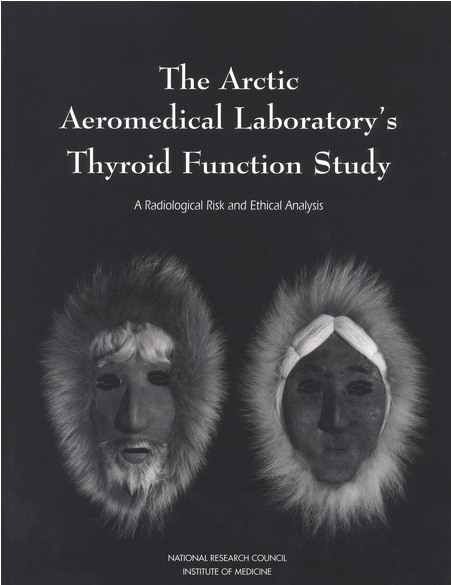 The Arctic
Aeromedical Laboratory's
Thyroid Function Study
A Radiological Risk and Ethical Analysis
NATIONAL RESEARCH COUNCIL
INSTITUTE OF MEDICINE